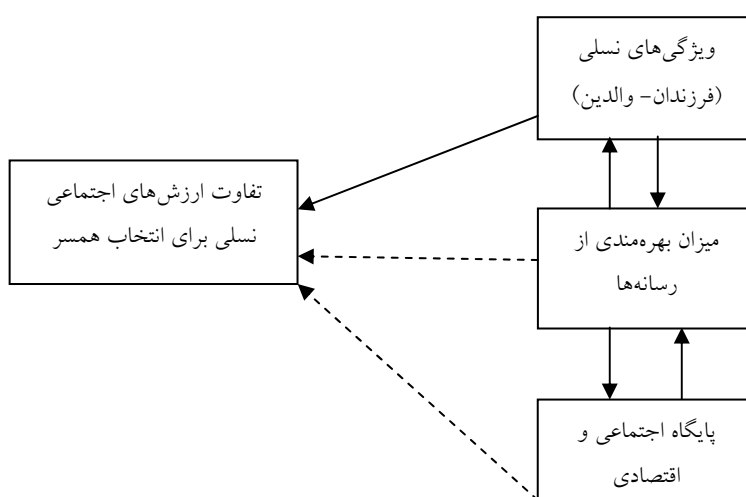 ویژگی‌های نسلی
(فرزندان- والدین)
تفاوت ارزش‌های اجتماعی
نسلی برای انتخاب همسر
میزان بهره‌مندی از
رسانه‌ها
پایگاه اجتماعی و
اقتصادی